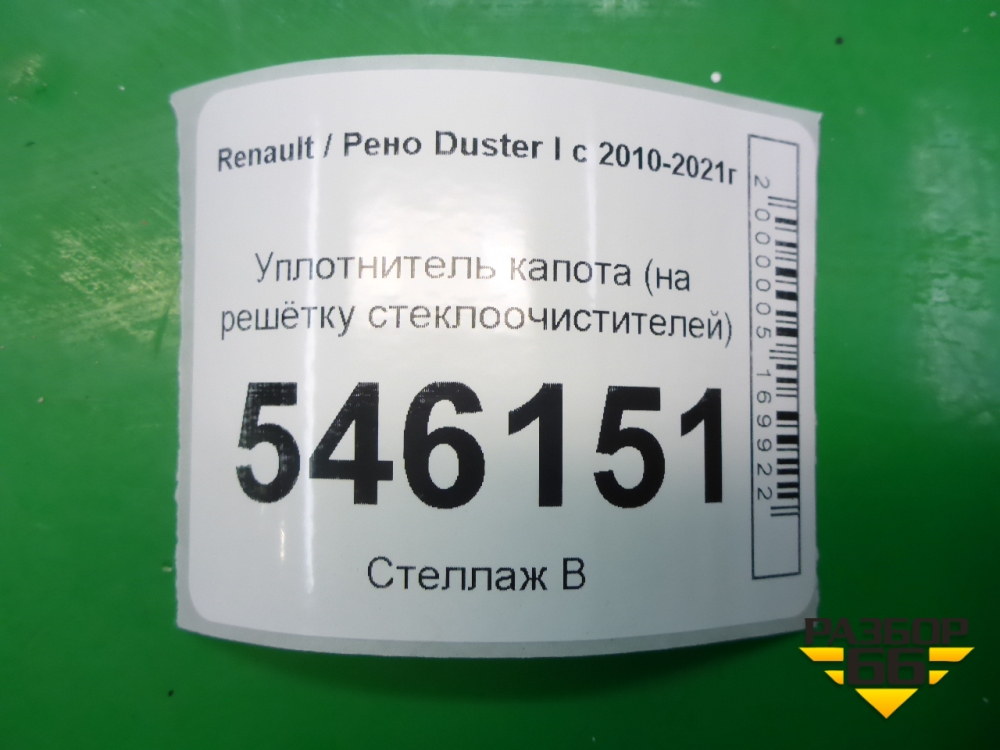 Renault / Рено Duster I с 2010-2021г
Уплотнитель капота (на
решётку стеклоочистителей)
546151
Стеллаж В
2000005169922
РАЗБОР
66